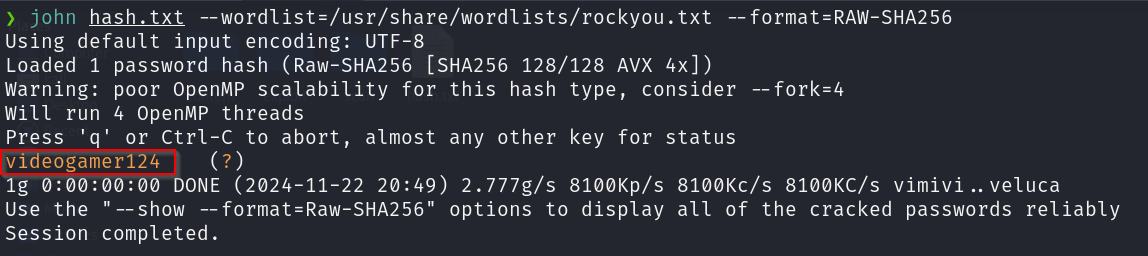 ❯ john hash.txt --wordlist=/usr/share/wordlists/rockyou.txt --format=RAW-SHA256
Using default input encoding: UTF-8
Loaded 1 password hash (Raw-SHA256 [SHA256 128/128 AVX 4x])
Warning: poor OpenMP scalability for this hash type, consider --fork=4
Will run 4 OpenMP threads
Press 'q' or Ctrl-C to abort, almost any other key for status
videogamer124    (?)
1g 0:00:00:00 DONE (2024-11-22 20:49) 2.777g/s 8100Kp/s 8100Kc/s 8100KC/s vimivi..veluca
Use the "--show --format=Raw-SHA256" options to display all of the cracked passwords reliably
Session completed.